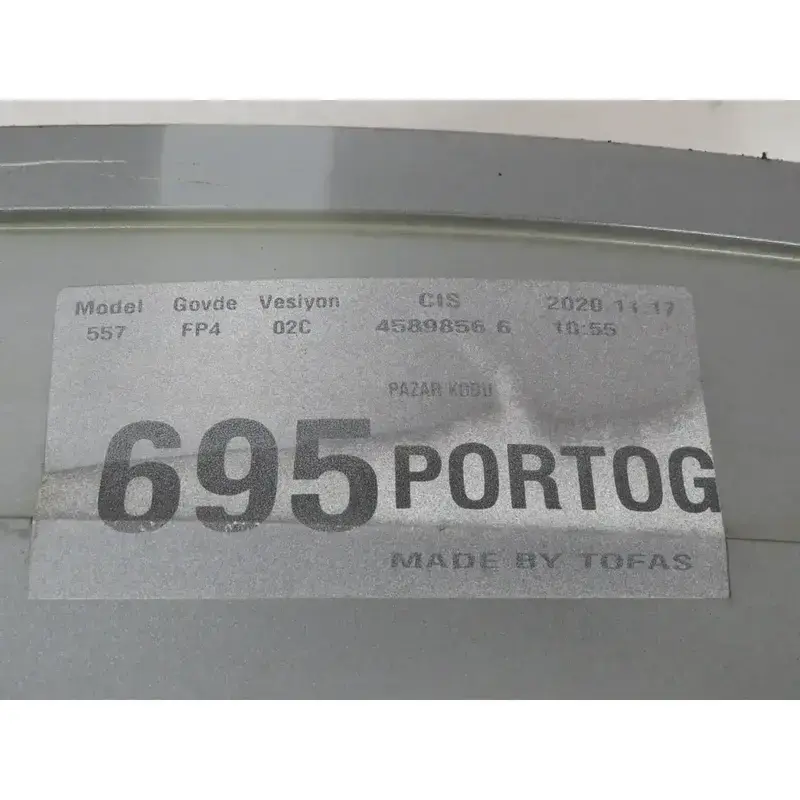 Model Govde Vesiyon CIS 2020.11.17
557 FP4 02C 4589856 6 10:55
PAZAR KODU
695 PORTOG
MADE BY TOFAS